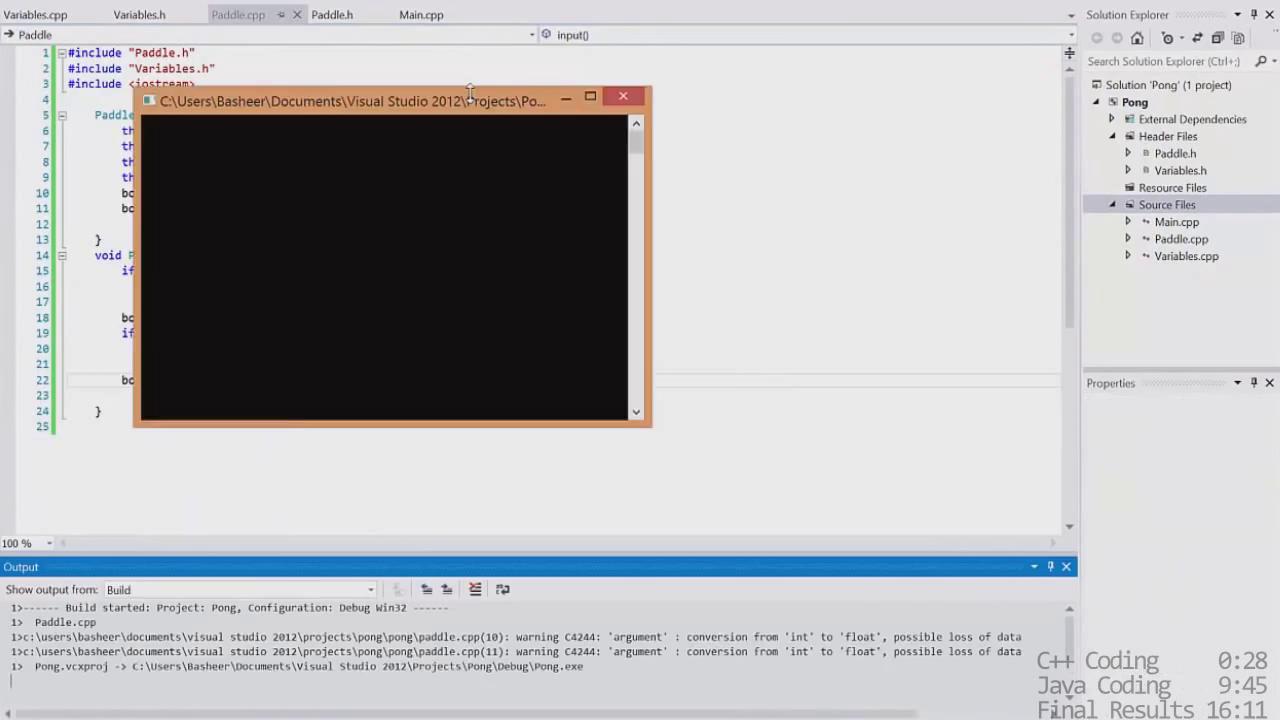 Variables.cpp Variables.h Paddle.cpp Paddle.h Main.cpp
Paddle input()
1 #include "Paddle.h"
2 #include "Variables.h"
3 #include <iostream>
4
5 Paddle
6 th
7 th
8 th
9 th
10 bo
11 bo
12
13 }
14 void P
15 if
16
17
18 bo
19 if
20
21
22 bo
23
24 }
25
C:\Users\Basheer\Documents\Visual Studio 2012\Projects\Po...
100 %
Solution Explorer
Search Solution Explorer (Ctrl+;)
Solution 'Pong' (1 project)
Pong
External Dependencies
Header Files
Paddle.h
Variables.h
Resource Files
Source Files
Main.cpp
Paddle.cpp
Variables.cpp
Properties
Output
Show output from: Build
1>------ Build started: Project: Pong, Configuration: Debug Win32 ------
1> Paddle.cpp
1>c:\users\basheer\documents\visual studio 2012\projects\pong\pong\paddle.cpp(10): warning C4244: 'argument' : conversion from 'int' to 'float', possible loss of data
1>c:\users\basheer\documents\visual studio 2012\projects\pong\pong\paddle.cpp(11): warning C4244: 'argument' : conversion from 'int' to 'float', possible loss of data
1> Pong.vcxproj -> C:\Users\Basheer\Documents\Visual Studio 2012\Projects\Pong\Debug\Pong.exe
C++ Coding 0:28
Java Coding 9:45
Final Results 16:11